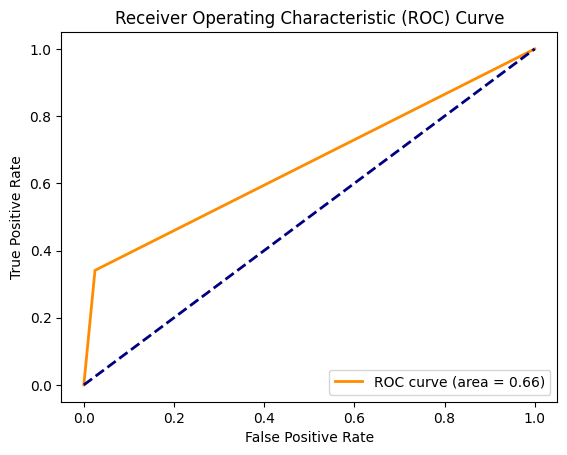 Receiver Operating Characteristic (ROC) Curve
1.0
0.8
0.6
0.4
0.2
0.0
True Positive Rate
ROC curve (area = 0.66)
0.0 0.2 0.4 0.6 0.8 1.0
False Positive Rate